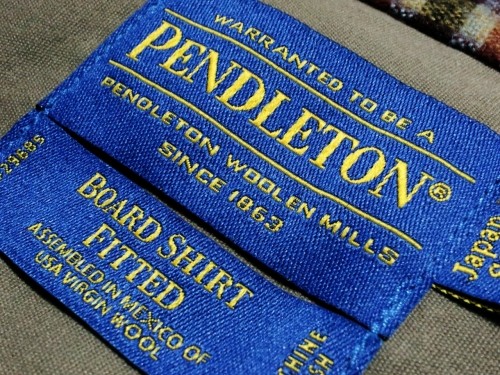 WARRANTED TO BE A
PENDLETON®
PENDLETON WOOLEN MILLS
SINCE 1863
Japan
BOARD SHIRT
FITTED
ASSEMBLED IN MEXICO OF
USA VIRGIN WOOL